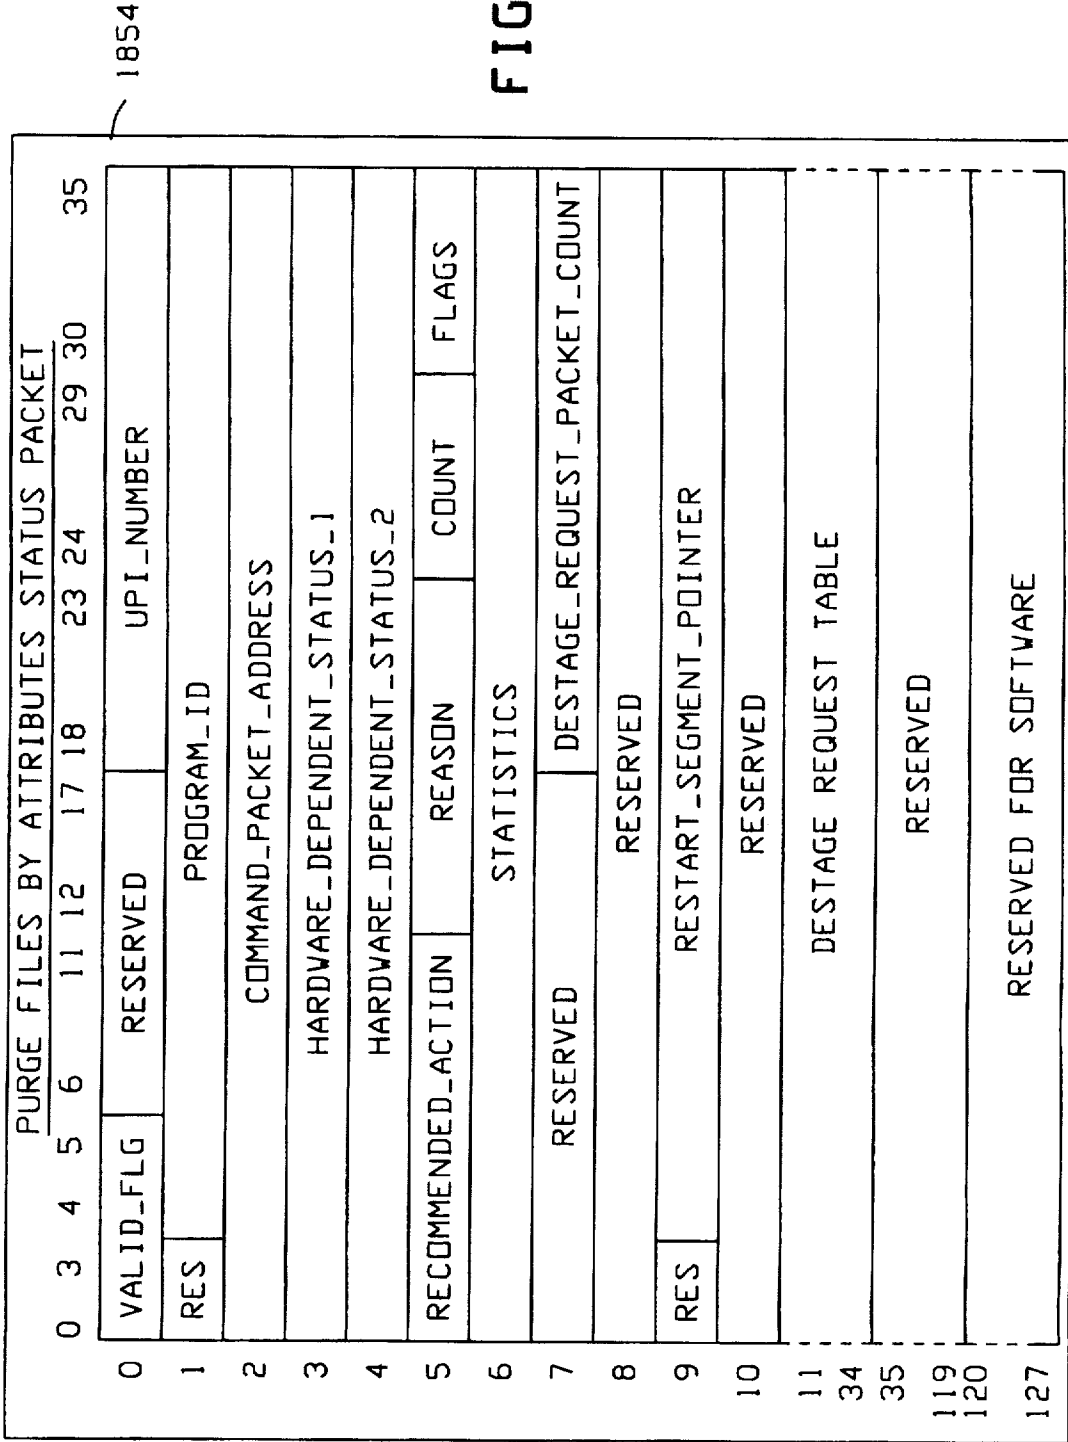 PURGE FILES BY ATTRIBUTES STATUS PACKET
0 3 4 5 6 11 12 17 18 23 24 29 30 35
0 VALID_FLG RESERVED UPI_NUMBER
1 RES PROGRAM_ID
2 COMMAND_PACKET_ADDRESS
3 HARDWARE_DEPENDENT_STATUS_1
4 HARDWARE_DEPENDENT_STATUS_2
5 RECOMMENDED_ACTION REASON COUNT FLAGS
6 STATISTICS
7 RESERVED DESTAGE_REQUEST_PACKET_COUNT
8 RESERVED
9 RES RESTART_SEGMENT_POINTER
10 RESERVED
11
34 DESTAGE REQUEST TABLE
35
119 RESERVED
120
127 RESERVED FOR SOFTWARE
1854
FIG